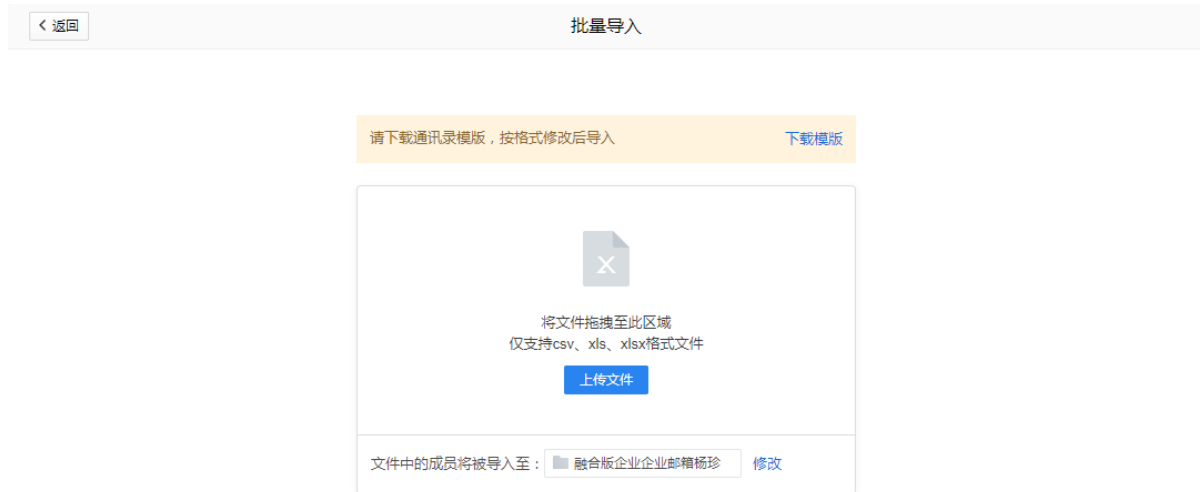 返回
批量导入
请下载通讯录模版，按格式修改后导入 下载模版
将文件拖拽至此区域
仅支持csv、xls、xlsx格式文件
上传文件
文件中的成员将被导入至： 融合版企业企业邮箱杨珍 修改